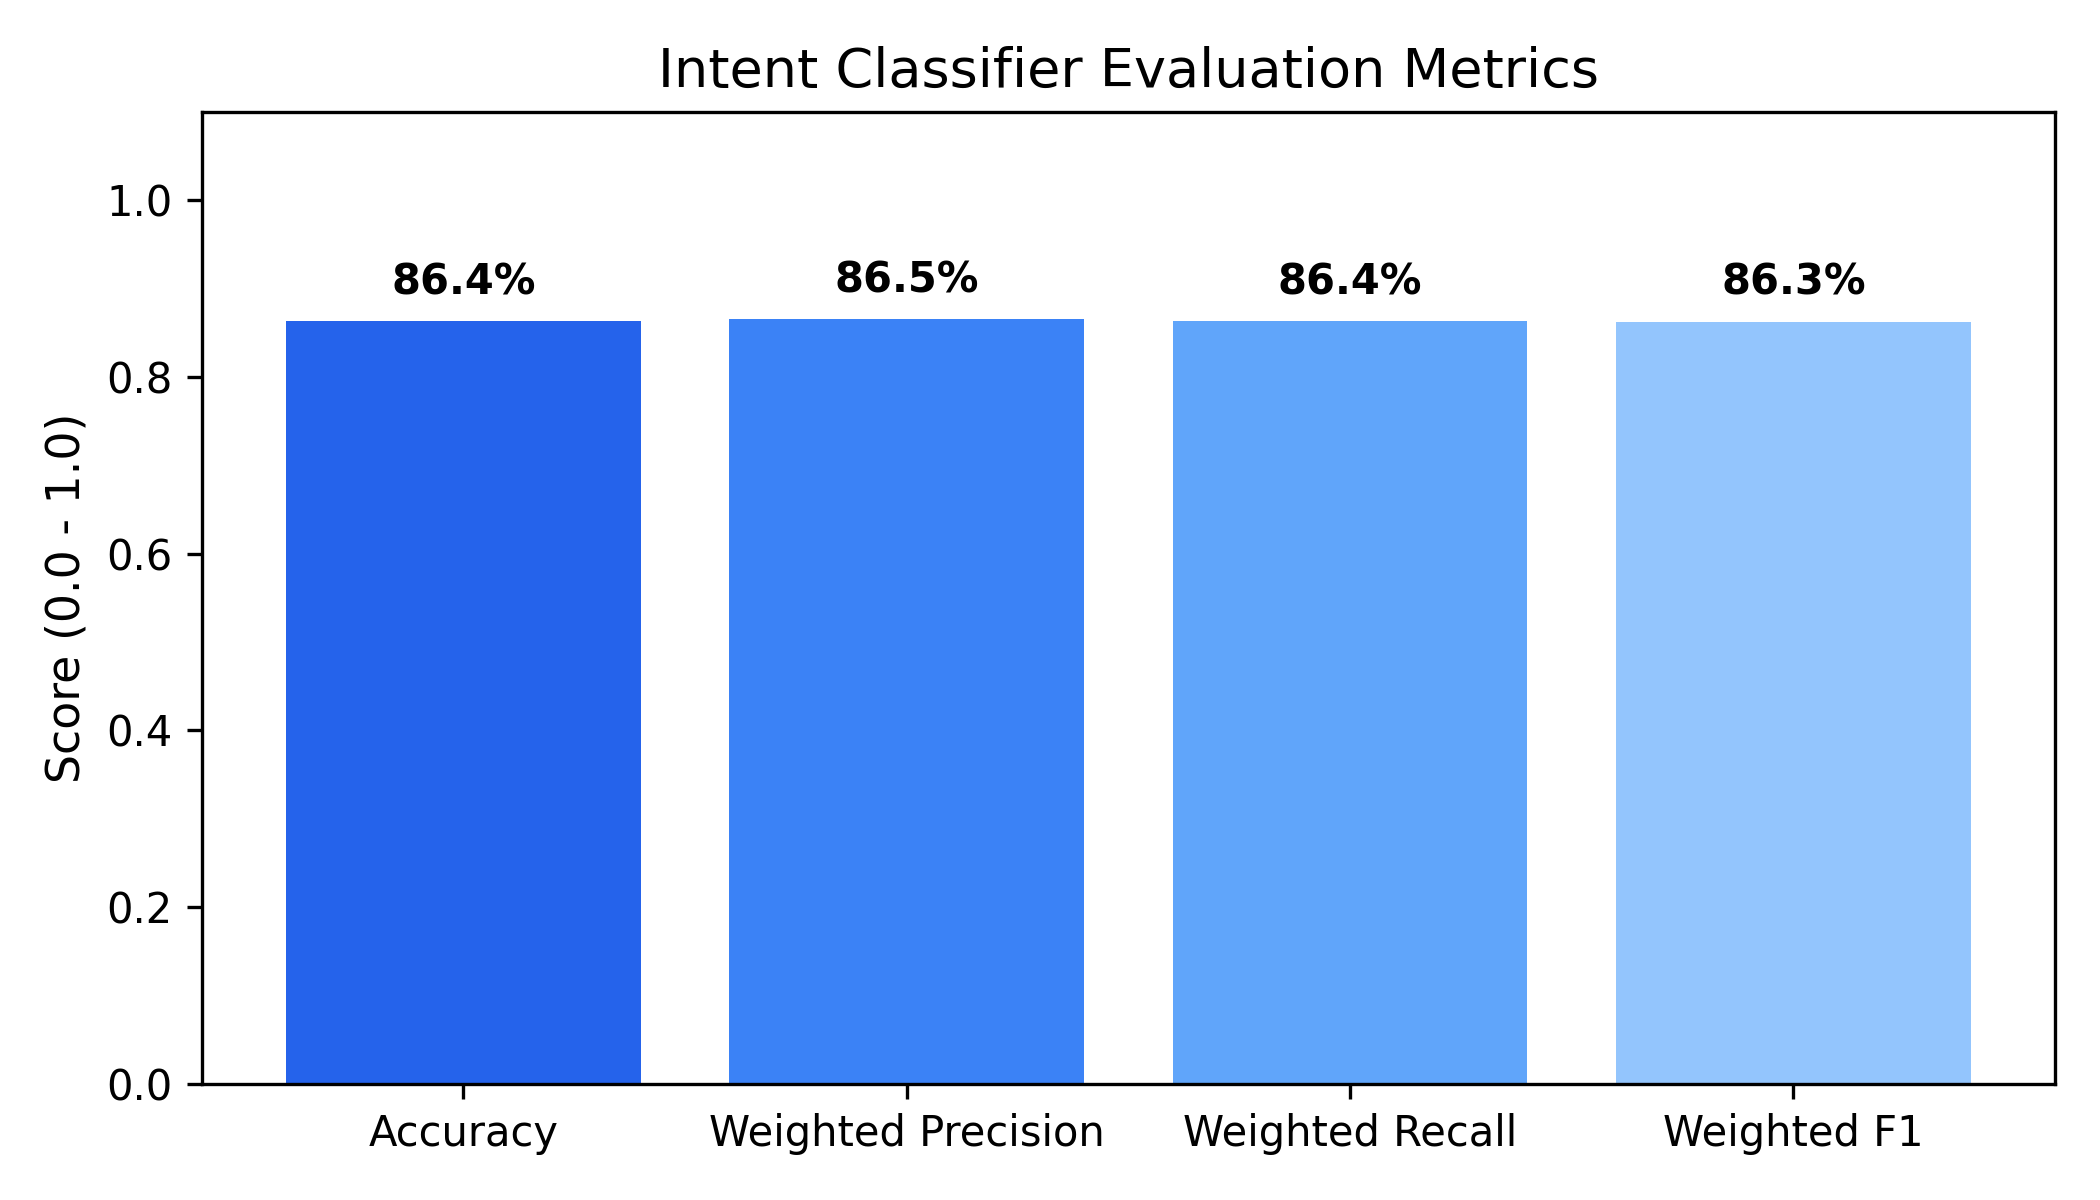 Intent Classifier Evaluation Metrics
1.0
0.8
0.6
0.4
0.2
0.0
Score (0.0 - 1.0)
86.4%
86.5%
86.4%
86.3%
Accuracy
Weighted Precision
Weighted Recall
Weighted F1